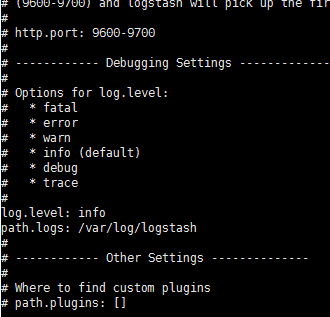 # (9600-9700) and logstash will pick up the fir
#
# http.port: 9600-9700
#
# ------------ Debugging Settings -------------
#
# Options for log.level:
#   * fatal
#   * error
#   * warn
#   * info (default)
#   * debug
#   * trace
#
log.level: info
path.logs: /var/log/logstash
#
# ------------ Other Settings --------------
#
# Where to find custom plugins
# path.plugins: []